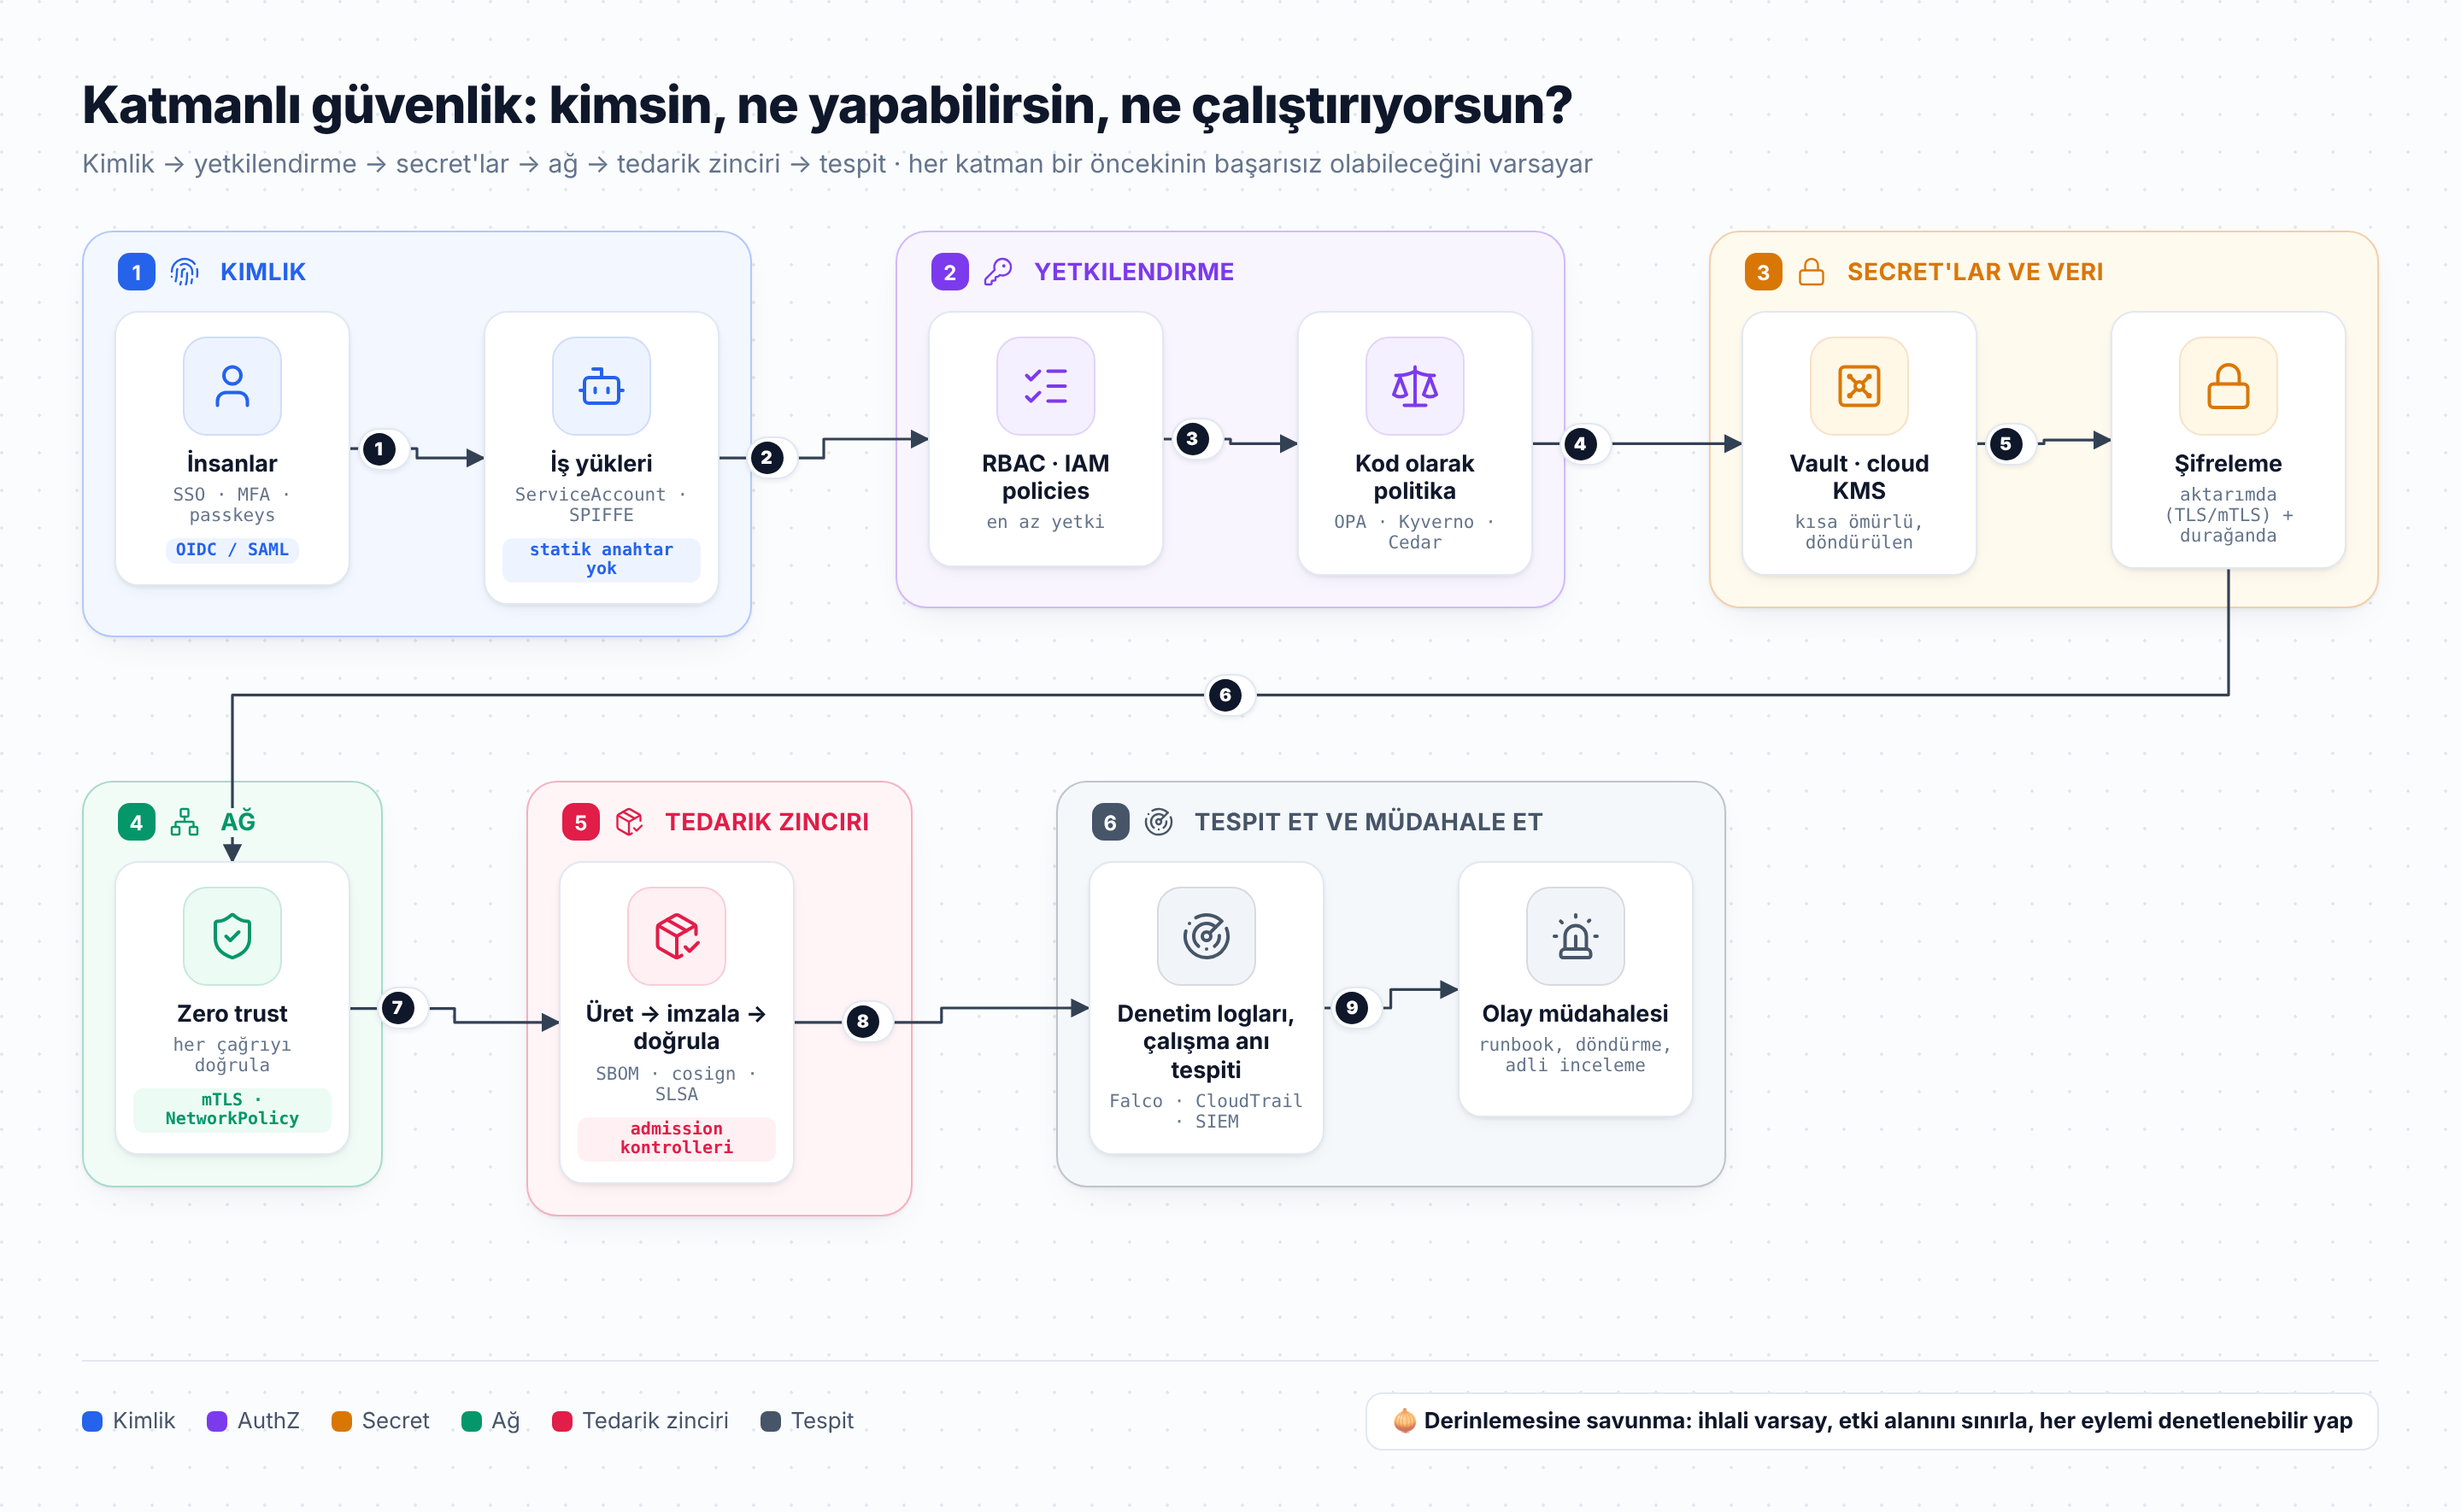 Katmanlı güvenlik: kimsin, ne yapabilirsin, ne çalıştırıyorsun?
Kimlik → yetkilendirme → secret'lar → ağ → tedarik zinciri → tespit · her katman bir öncekinin başarısız olabileceğini varsayar
1 KIMLIK
İnsanlar
SSO · MFA ·
passkeys
OIDC / SAML
1
İş yükleri
ServiceAccount ·
SPIFFE
statik anahtar
yok
2
2 YETKILENDIRME
RBAC · IAM
policies
en az yetki
3
Kod olarak
politika
OPA · Kyverno ·
Cedar
4
3 SECRET'LAR VE VERI
Vault · cloud
KMS
kısa ömürlü,
döndürülen
5
Şifreleme
aktarımda
(TLS/mTLS) +
durağanda
6
4 AĞ
Zero trust
her çağrıyı
doğrula
mTLS ·
NetworkPolicy
7
5 TEDARIK ZINCIRI
Üret → imzala →
doğrula
SBOM · cosign ·
SLSA
admission
kontrolleri
8
6 TESPIT ET VE MÜDAHALE ET
Denetim logları,
çalışma anı
tespiti
Falco · CloudTrail
· SIEM
9
Olay müdahalesi
runbook, döndürme,
adli inceleme
Kimlik AuthZ Secret Ağ Tedarik zinciri Tespit
🧅 Derinlemesine savunma: ihlali varsay, etki alanını sınırla, her eylemi denetlenebilir yap